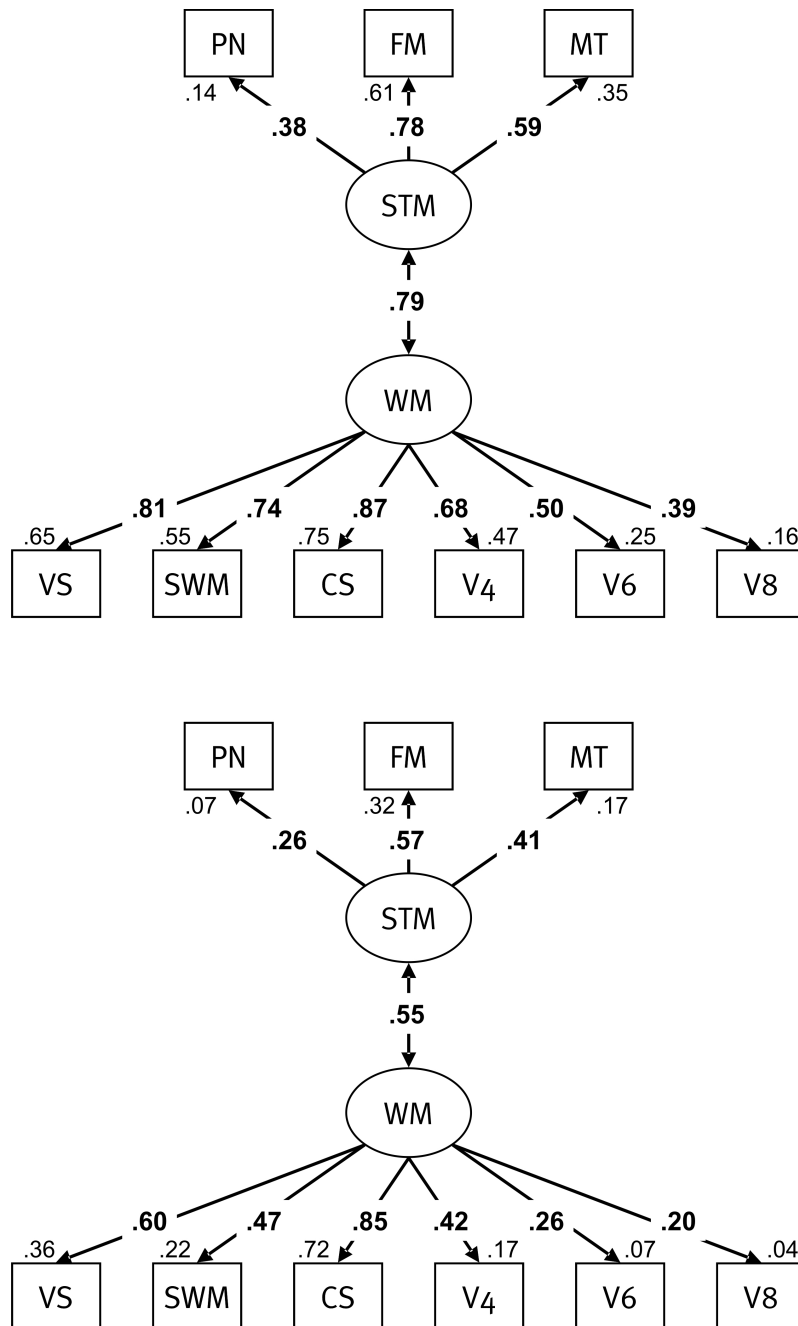 PN FM MT
.14 .61 .35
.38 .78 .59
STM
.79
WM
.81 .74 .87 .68 .50 .39
.65 .55 .75 .47 .25 .16
VS SWM CS V4 V6 V8
PN FM MT
.07 .32 .17
.26 .57 .41
STM
.55
WM
.60 .47 .85 .42 .26 .20
.36 .22 .72 .17 .07 .04
VS SWM CS V4 V6 V8